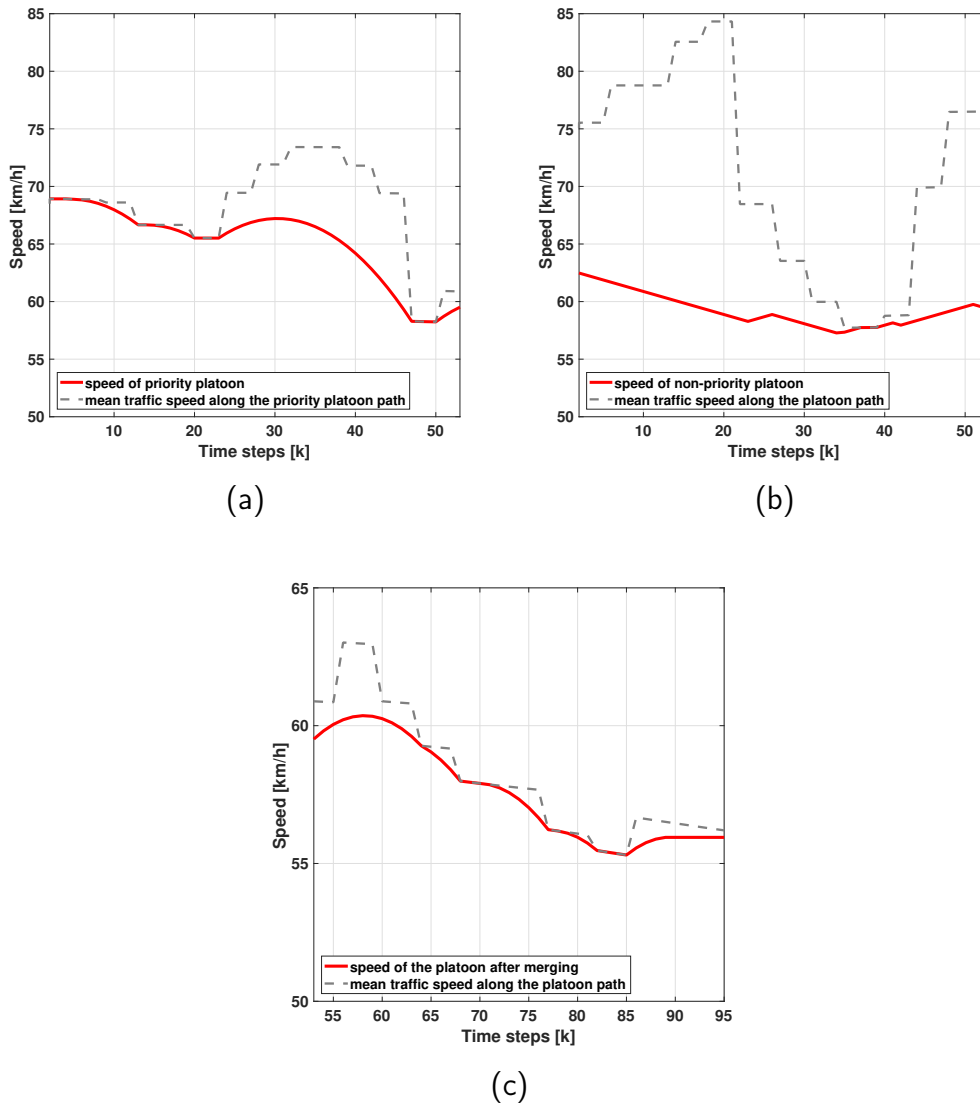 85
80
75
70
65
60
55
50
Speed [km/h]
speed of priority platoon
mean traffic speed along the priority platoon path
10 20 30 40 50
Time steps [k]
(a)
85
80
75
70
65
60
55
50
Speed [km/h]
speed of non-priority platoon
mean traffic speed along the platoon path
10 20 30 40 50
Time steps [k]
(b)
65
60
55
50
Speed [km/h]
speed of the platoon after merging
mean traffic speed along the platoon path
55 60 65 70 75 80 85 90 95
Time steps [k]
(c)